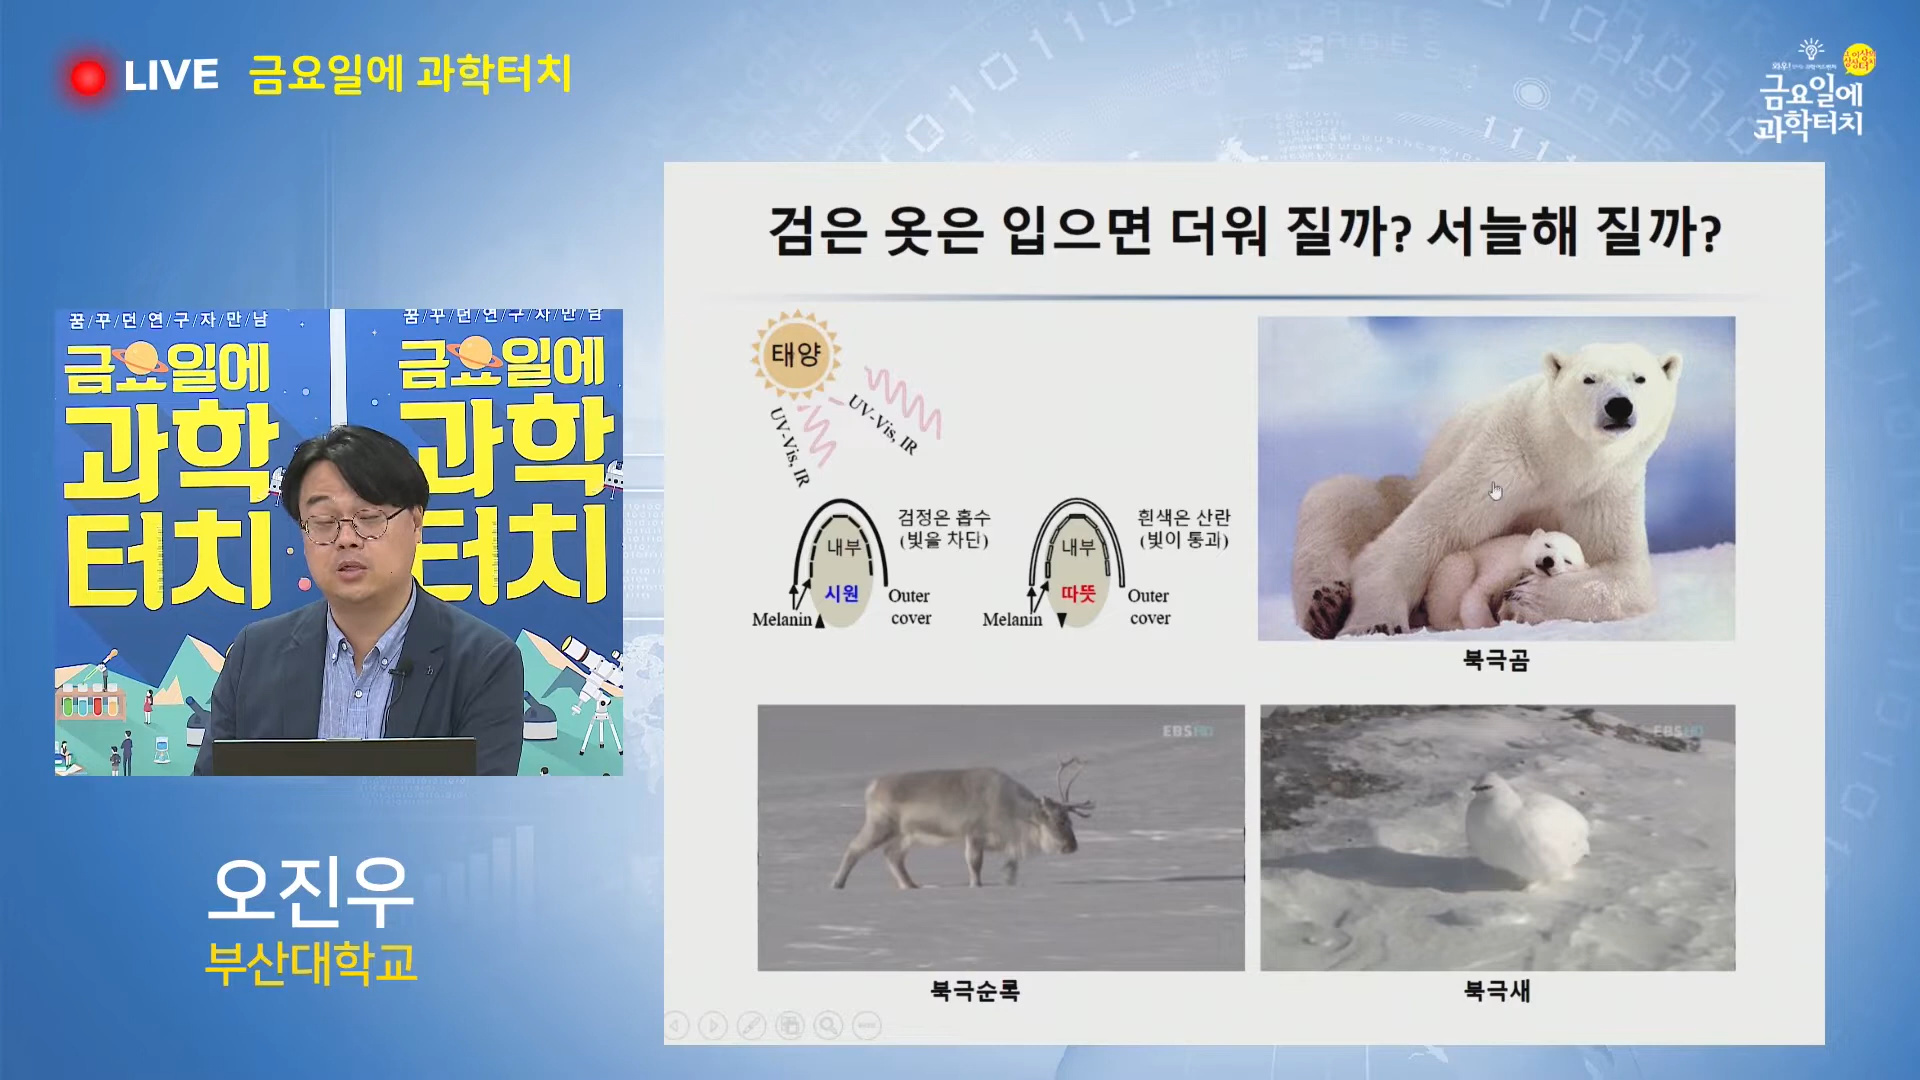 LIVE 금요일에 과학터치
금요일에
과학터치
꿈/꾸/던/연/구/자/만/남
금요일에
과학
터치
꿈/꾸/던/연/구/자/만/남
금요일에
과학
터치
오진우
부산대학교
검은 옷은 입으면 더워 질까? 서늘해 질까?
태양
UV-Vis, IR
UV-Vis, IR
검정은 흡수
(빛을 차단)
내부
시원
Melanin
Outer
cover
흰색은 산란
(빛이 통과)
내부
따뜻
Melanin
Outer
cover
북극곰
EBS HD
북극순록
EBS HD
북극새